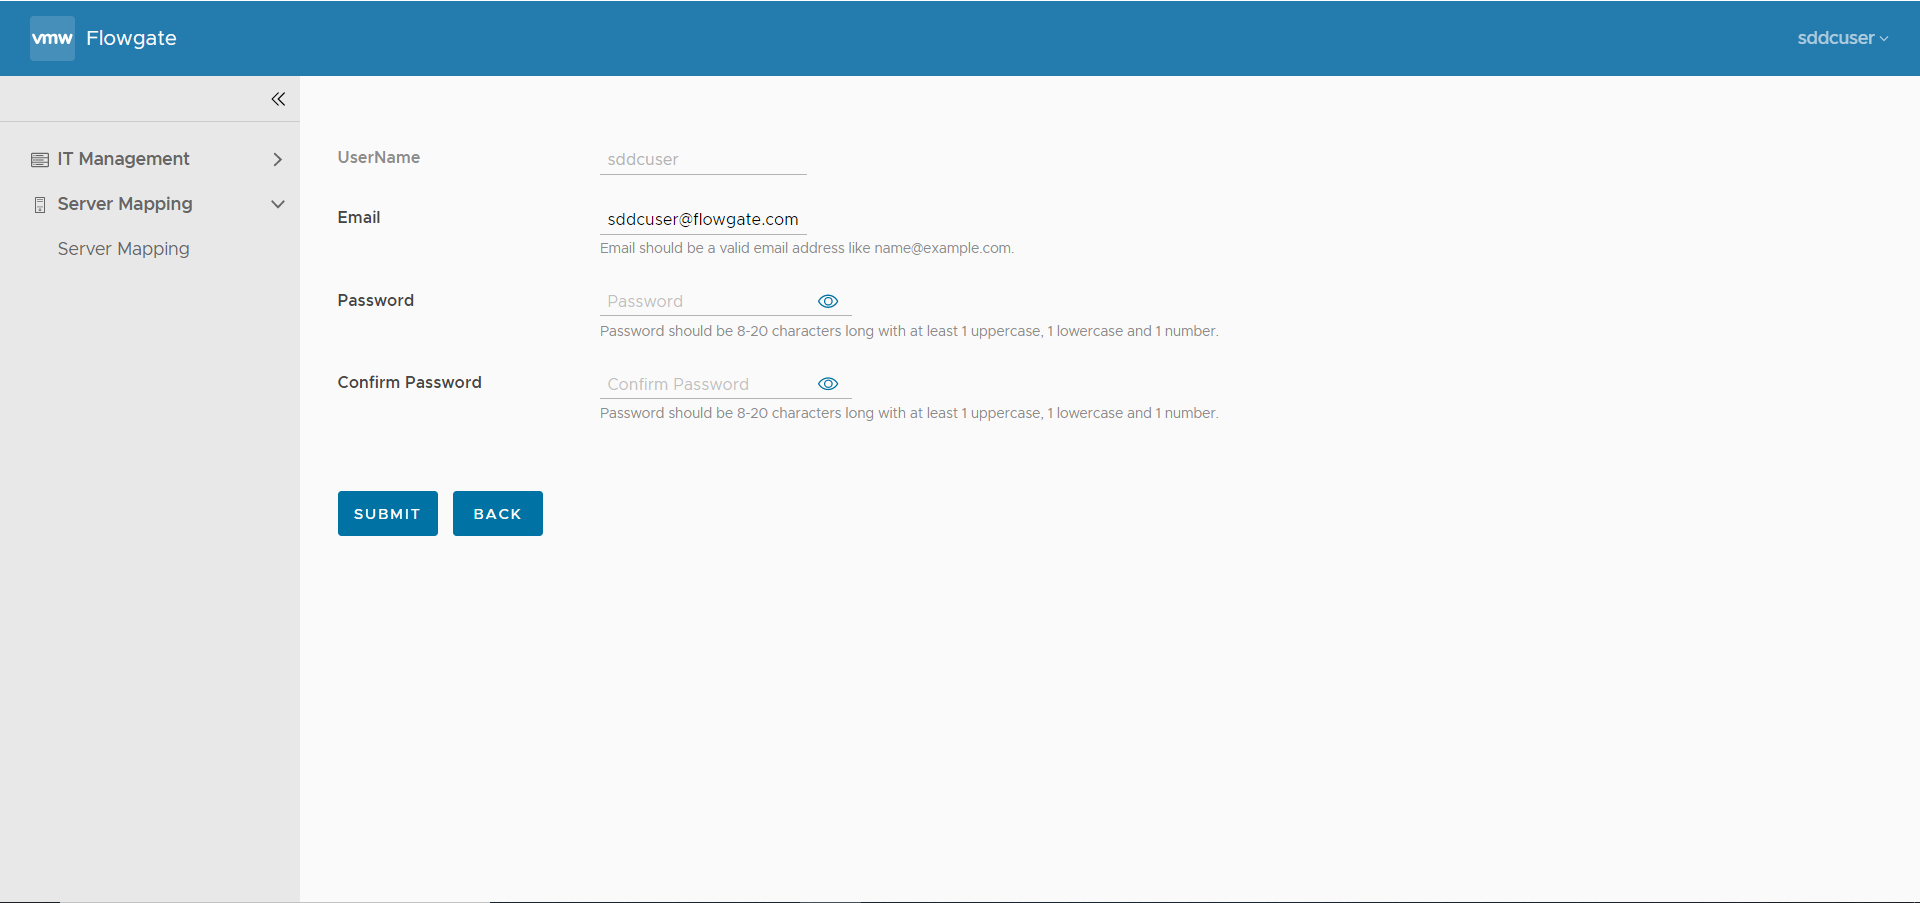 vmw Flowgate sddcuser
IT Management
Server Mapping
Server Mapping
UserName sddcuser
Email sddcuser@flowgate.com
Email should be a valid email address like name@example.com.
Password Password
Password should be 8-20 characters long with at least 1 uppercase, 1 lowercase and 1 number.
Confirm Password Confirm Password
Password should be 8-20 characters long with at least 1 uppercase, 1 lowercase and 1 number.
SUBMIT BACK